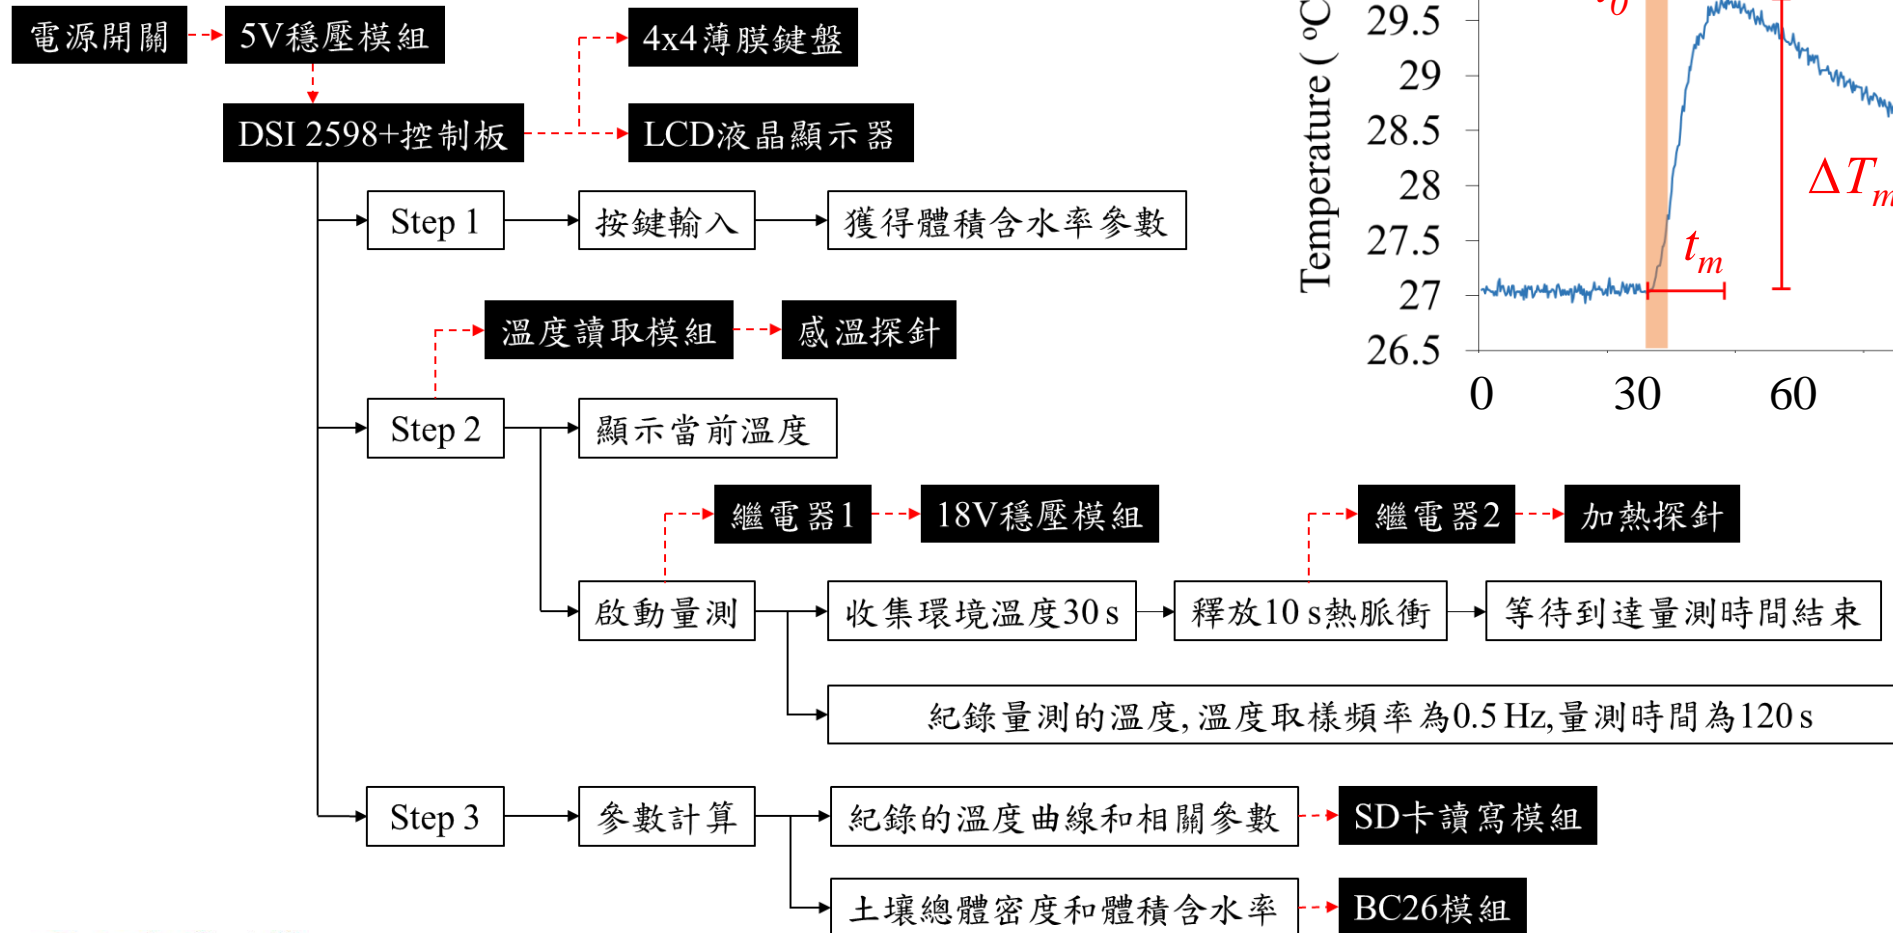 電源開關
5V穩壓模組
4x4薄膜鍵盤
DSI 2598+控制板
LCD液晶顯示器
Step 1
按鍵輸入
獲得體積含水率參數
溫度讀取模組
感溫探針
Step 2
顯示當前溫度
繼電器1
18V穩壓模組
繼電器2
加熱探針
啟動量測
收集環境溫度30 s
釋放10 s熱脈衝
等待到達量測時間結束
紀錄量測的溫度,溫度取樣頻率為0.5 Hz,量測時間為120 s
Step 3
參數計算
紀錄的溫度曲線和相關參數
SD卡讀寫模組
土壤總體密度和體積含水率
BC26模組
Temperature ( °C
29.5
29
28.5
28
27.5
27
26.5
0
30
60
ΔTm
tm